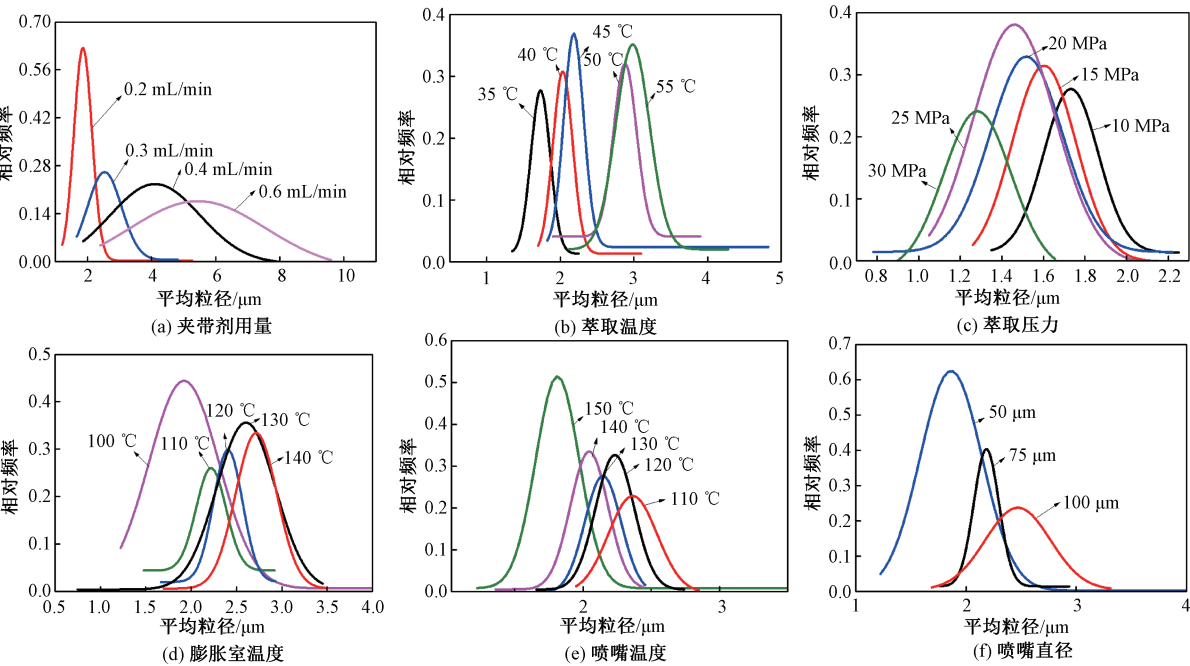 0.70
0.56
0.42
0.28
0.14
0.00
相对频率
0.2 mL/min
0.3 mL/min
0.4 mL/min
0.6 mL/min
2 4 6 8 10
平均粒径/μm
(a) 夹带剂用量
0.4
0.3
0.2
0.1
0.0
相对频率
35 ℃
40 ℃
45 ℃
50 ℃
55 ℃
1 2 3 4 5
平均粒径/μm
(b) 萃取温度
0.4
0.3
0.2
0.1
0.0
相对频率
20 MPa
15 MPa
10 MPa
25 MPa
30 MPa
0.8 1.2 1.6 2.0 2.2
平均粒径/μm
(c) 萃取压力
0.5
0.4
0.3
0.2
0.1
0.0
相对频率
100 ℃
110 ℃
120 ℃
130 ℃
140 ℃
0.5 1.0 1.5 2.0 2.5 3.0 3.5 4.0
平均粒径/μm
(d) 膨胀室温度
0.6
0.5
0.4
0.3
0.2
0.1
0.0
相对频率
150 ℃
140 ℃
130 ℃
120 ℃
110 ℃
2 3
平均粒径/μm
(e) 喷嘴温度
0.7
0.6
0.5
0.4
0.3
0.2
0.1
0.0
相对频率
50 μm
75 μm
100 μm
1 2 3 4
平均粒径/μm
(f) 喷嘴直径